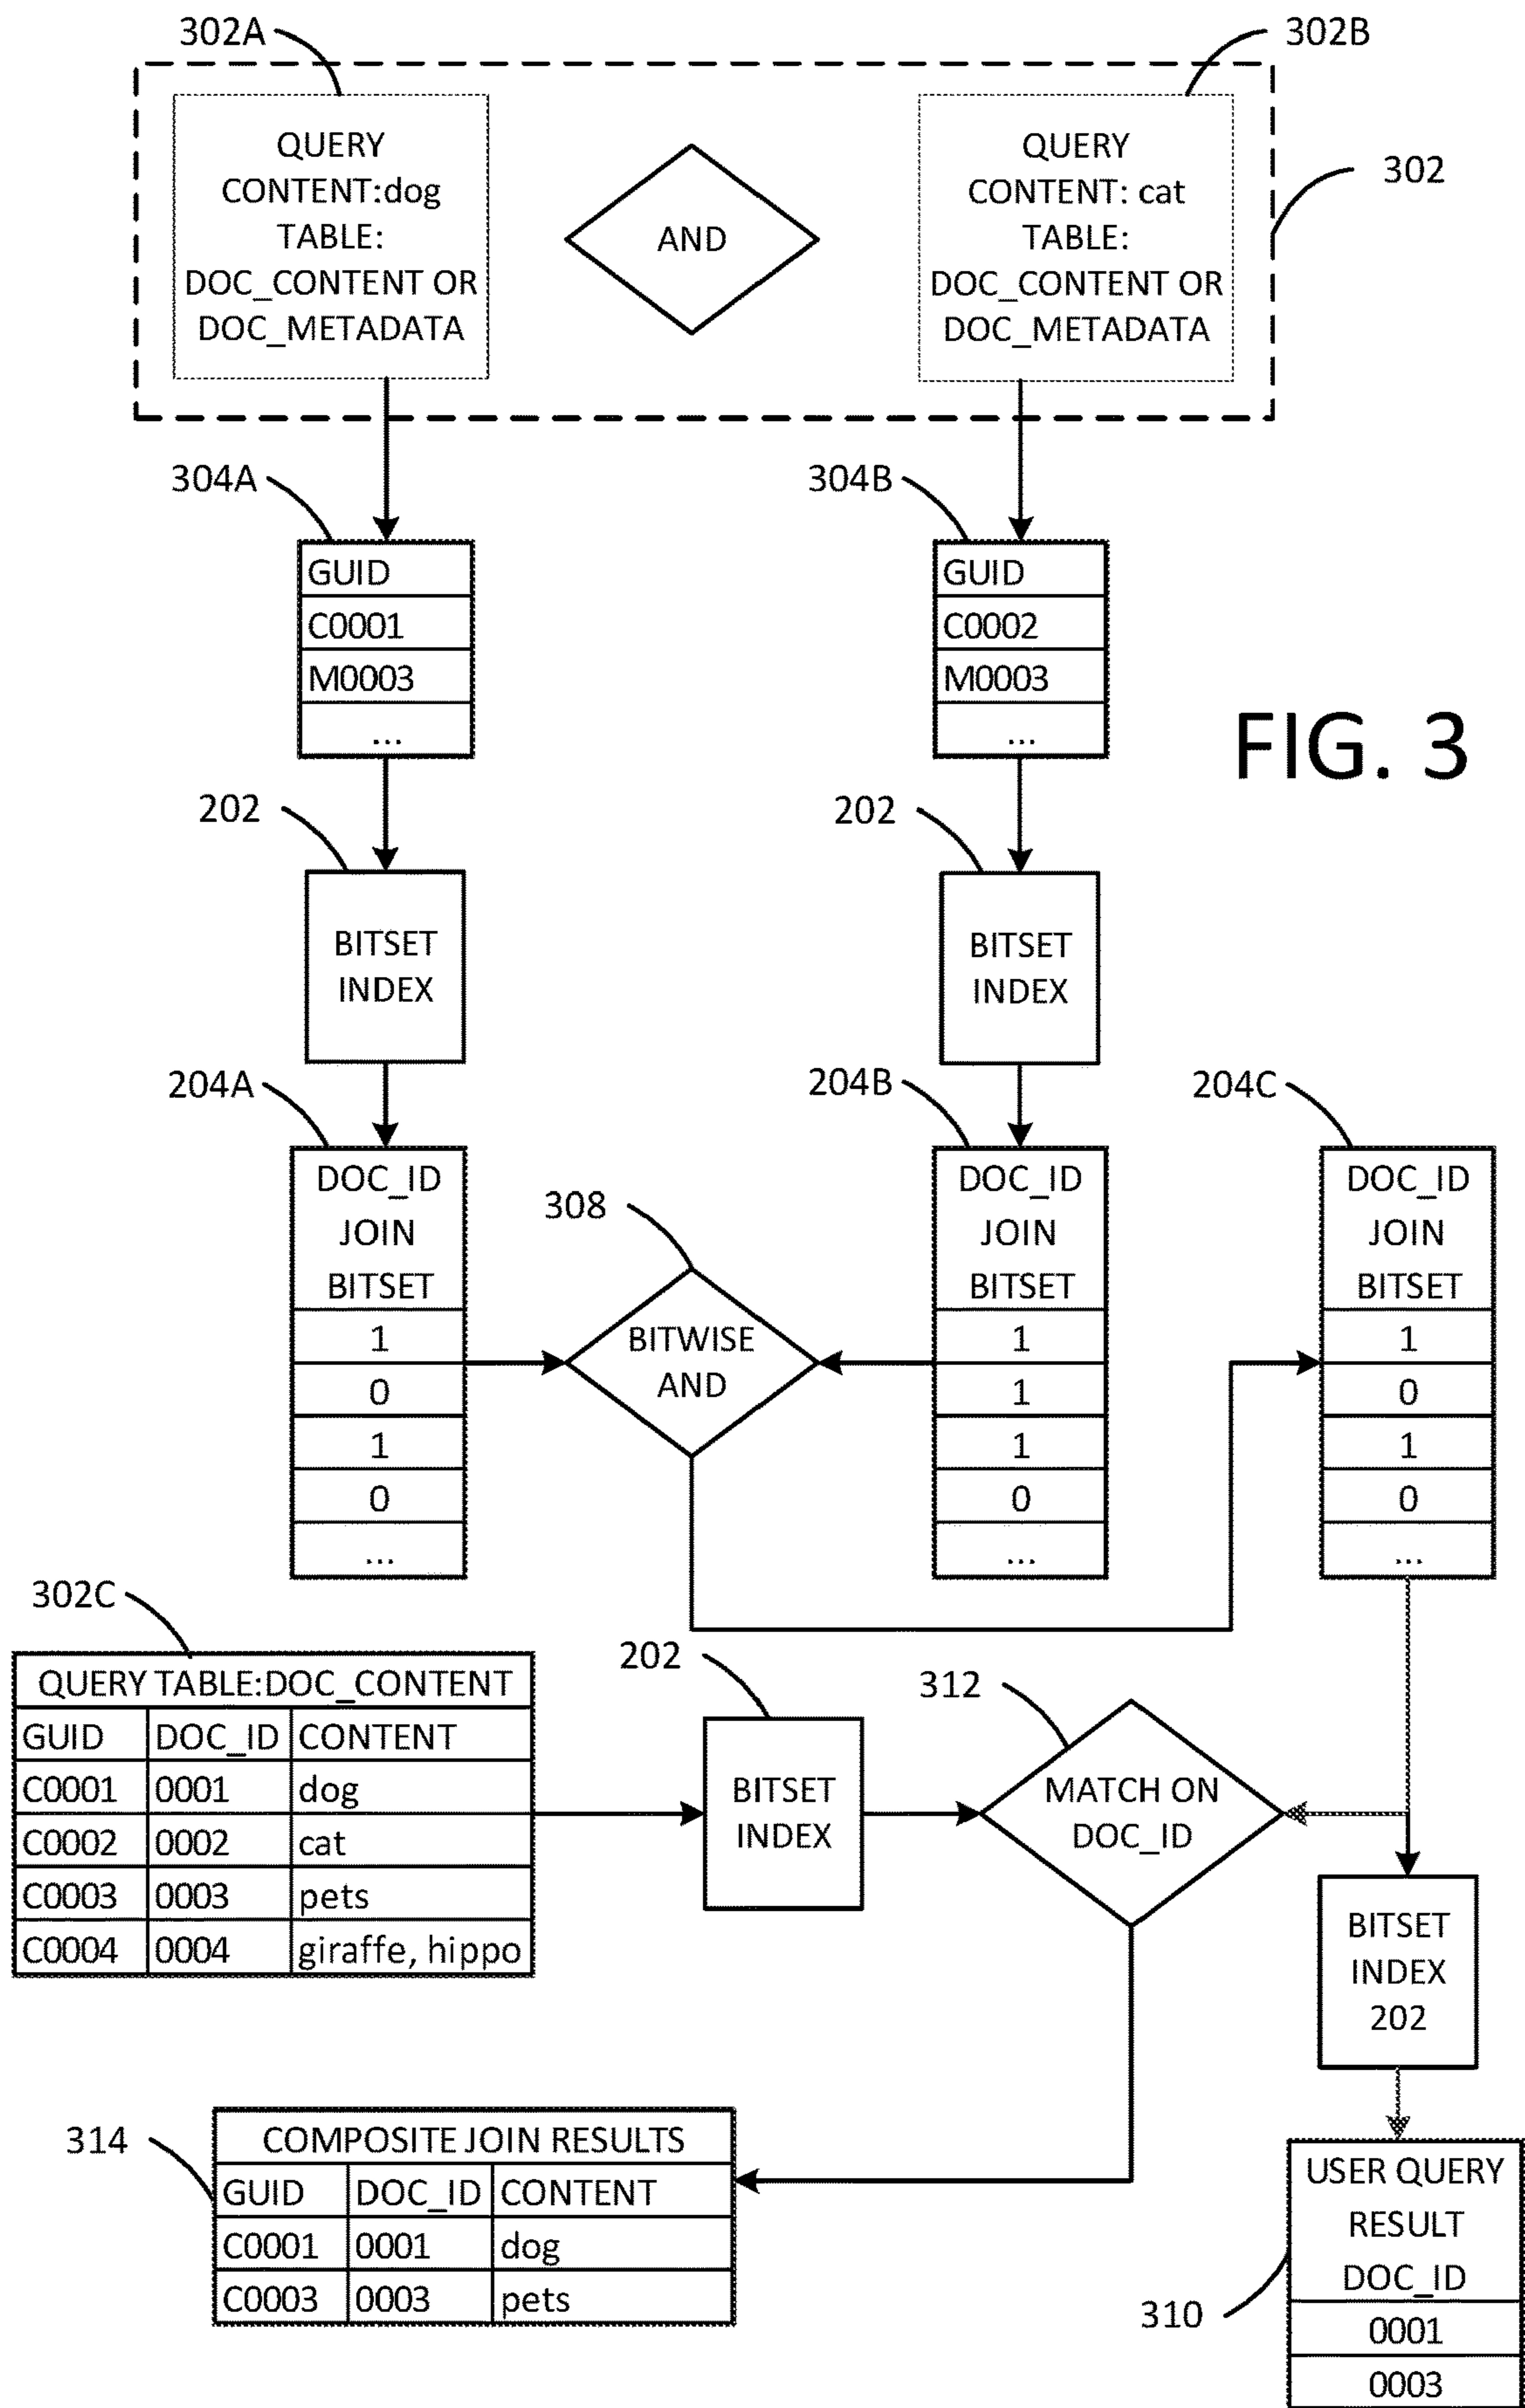 302A
302B
QUERY
CONTENT:dog
TABLE:
DOC_CONTENT OR
DOC_METADATA
AND
QUERY
CONTENT: cat
TABLE:
DOC_CONTENT OR
DOC_METADATA
302
304A
304B
GUID
C0001
M0003
...
GUID
C0002
M0003
...
FIG. 3
202
202
BITSET
INDEX
BITSET
INDEX
204A
204B
204C
DOC_ID
JOIN
BITSET
1
0
1
0
...
308
BITWISE
AND
DOC_ID
JOIN
BITSET
1
1
1
0
...
DOC_ID
JOIN
BITSET
1
0
1
0
...
302C
QUERY TABLE:DOC_CONTENT
GUID DOC_ID CONTENT
C0001 0001 dog
C0002 0002 cat
C0003 0003 pets
C0004 0004 giraffe, hippo
202
BITSET
INDEX
312
MATCH ON
DOC_ID
BITSET
INDEX
202
314
COMPOSITE JOIN RESULTS
GUID DOC_ID CONTENT
C0001 0001 dog
C0003 0003 pets
310
USER QUERY
RESULT
DOC_ID
0001
0003